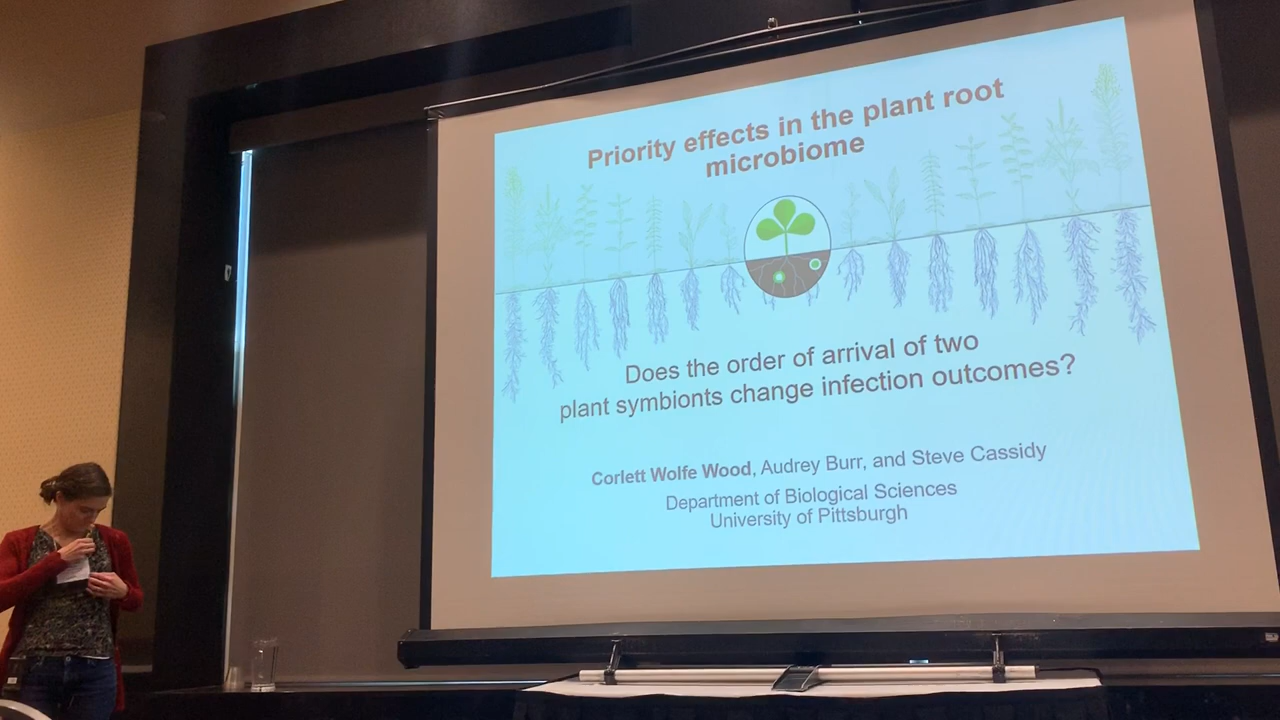 Priority effects in the plant root
microbiome
Does the order of arrival of two
plant symbionts change infection outcomes?
Corlett Wolfe Wood, Audrey Burr, and Steve Cassidy
Department of Biological Sciences
University of Pittsburgh